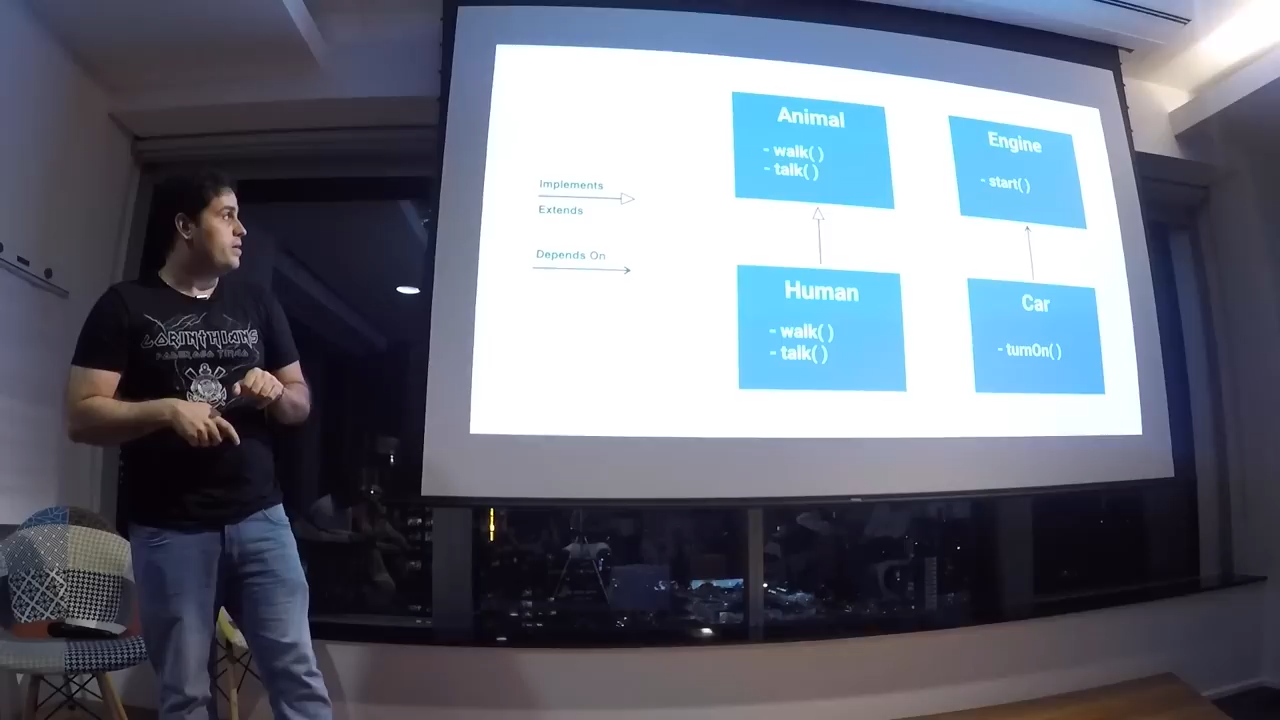 Implements
Extends
Depends On
Animal
- walk( )
- talk( )
Engine
- start( )
Human
- walk( )
- talk( )
Car
- turnOn( )
CORINTHIANS